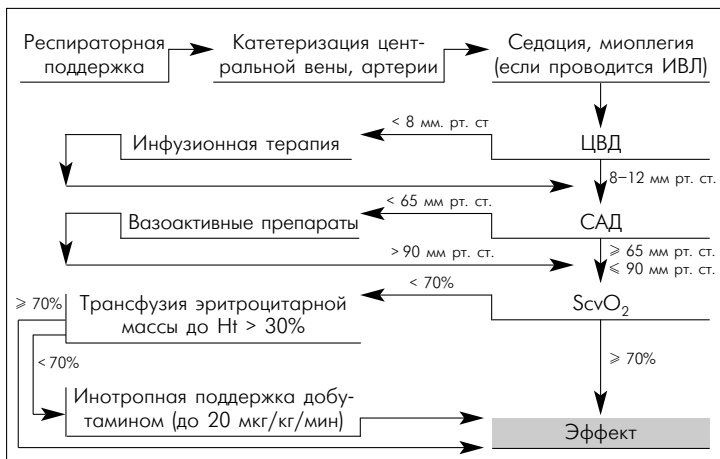 Респираторная
поддержка
Катетеризация цент-
ральной вены, артерии
Седация, миоплегия
(если проводится ИВЛ)
< 8 мм. рт. ст
Инфузионная терапия
ЦВД
8–12 мм рт. ст.
< 65 мм рт. ст.
Вазоактивные препараты
САД
> 90 мм рт. ст.
⩾ 65 мм рт. ст.
⩽ 90 мм рт. ст.
< 70%
⩾ 70%
Трансфузия эритроцитарной
массы до Ht > 30%
ScvO₂
< 70%
⩾ 70%
Инотропная поддержка добу-
тамином (до 20 мкг/кг/мин)
Эффект